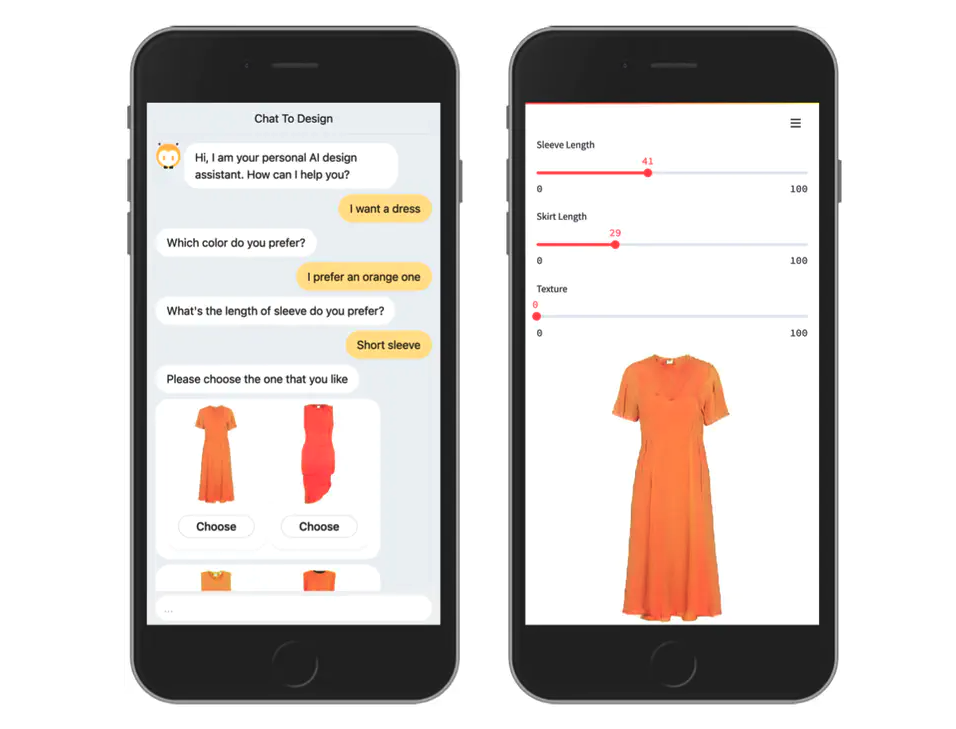 Chat To Design
Hi, I am your personal AI design
assistant. How can I help you?
I want a dress
Which color do you prefer?
I prefer an orange one
What's the length of sleeve do you prefer?
Short sleeve
Please choose the one that you like
Choose
Choose
...
Sleeve Length
41
0
100
Skirt Length
29
0
100
Texture
0
0
100